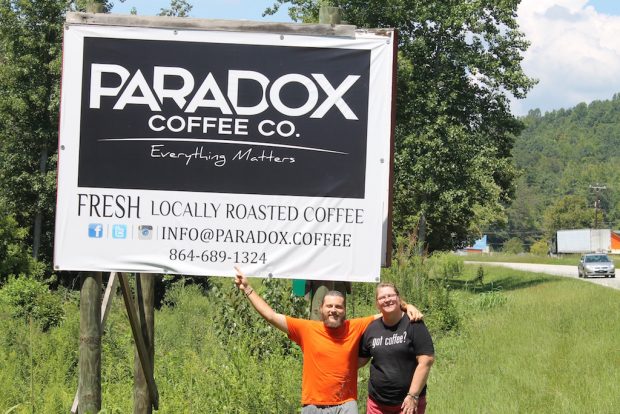 PARADOX
COFFEE CO.
Everything Matters
FRESH LOCALLY ROASTED COFFEE
INFO@PARADOX.COFFEE
864-689-1324
got coffee?